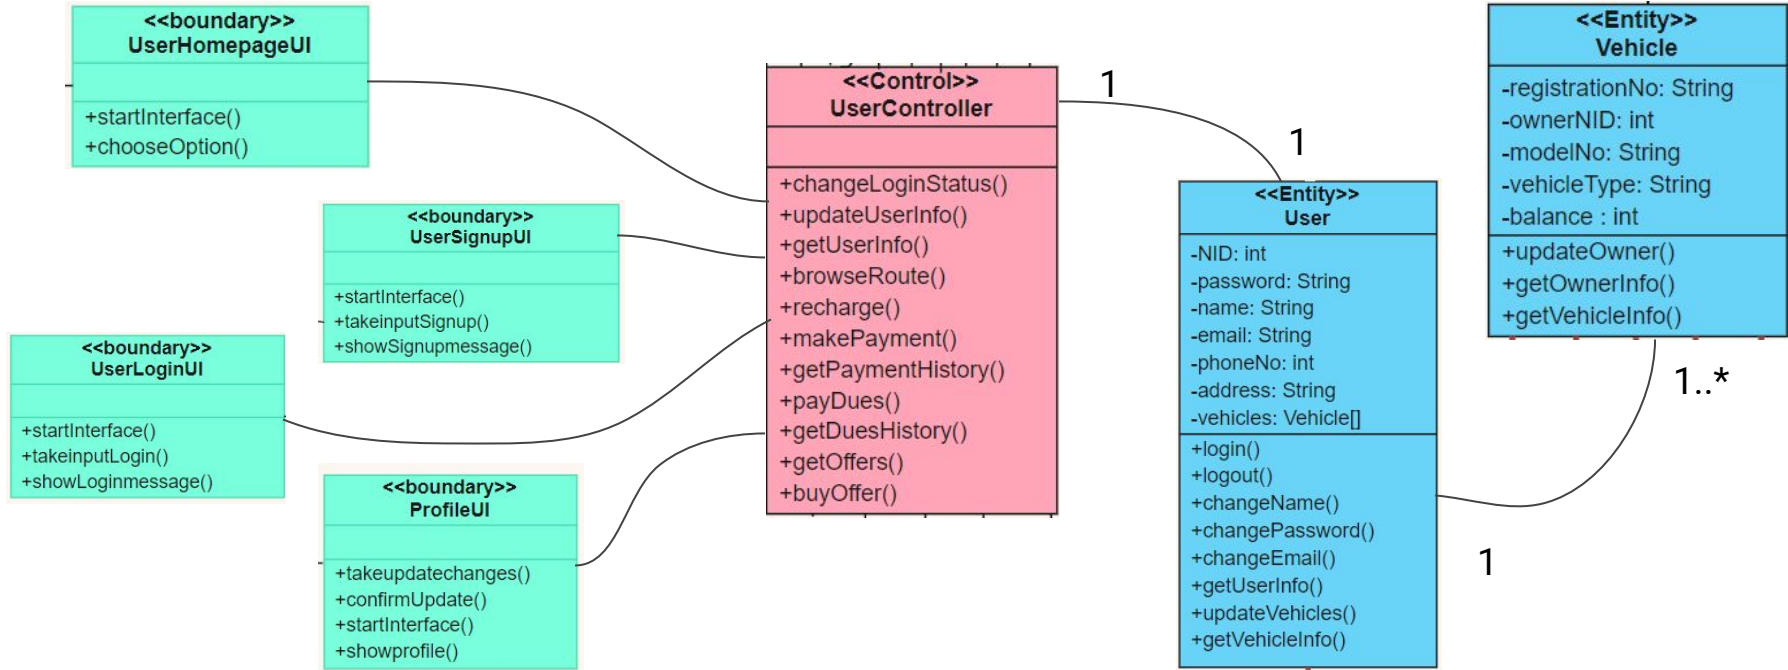 <<boundary>>
UserHomepageUI
+startInterface()
+chooseOption()
<<boundary>>
UserSignupUI
+startInterface()
+takeinputSignup()
+showSignupmessage()
<<boundary>>
UserLoginUI
+startInterface()
+takeinputLogin()
+showLoginmessage()
<<boundary>>
ProfileUI
+takeupdatechanges()
+confirmUpdate()
+startInterface()
+showprofile()
<<Control>>
UserController
+changeLoginStatus()
+updateUserInfo()
+getUserInfo()
+browseRoute()
+recharge()
+makePayment()
+getPaymentHistory()
+payDues()
+getDuesHistory()
+getOffers()
+buyOffer()
1
1
<<Entity>>
User
-NID: int
-password: String
-name: String
-email: String
-phoneNo: int
-address: String
-vehicles: Vehicle[]
+login()
+logout()
+changeName()
+changePassword()
+changeEmail()
+getUserInfo()
+updateVehicles()
+getVehicleInfo()
<<Entity>>
Vehicle
-registrationNo: String
-ownerNID: int
-modelNo: String
-vehicleType: String
-balance : int
+updateOwner()
+getOwnerInfo()
+getVehicleInfo()
1..*
1